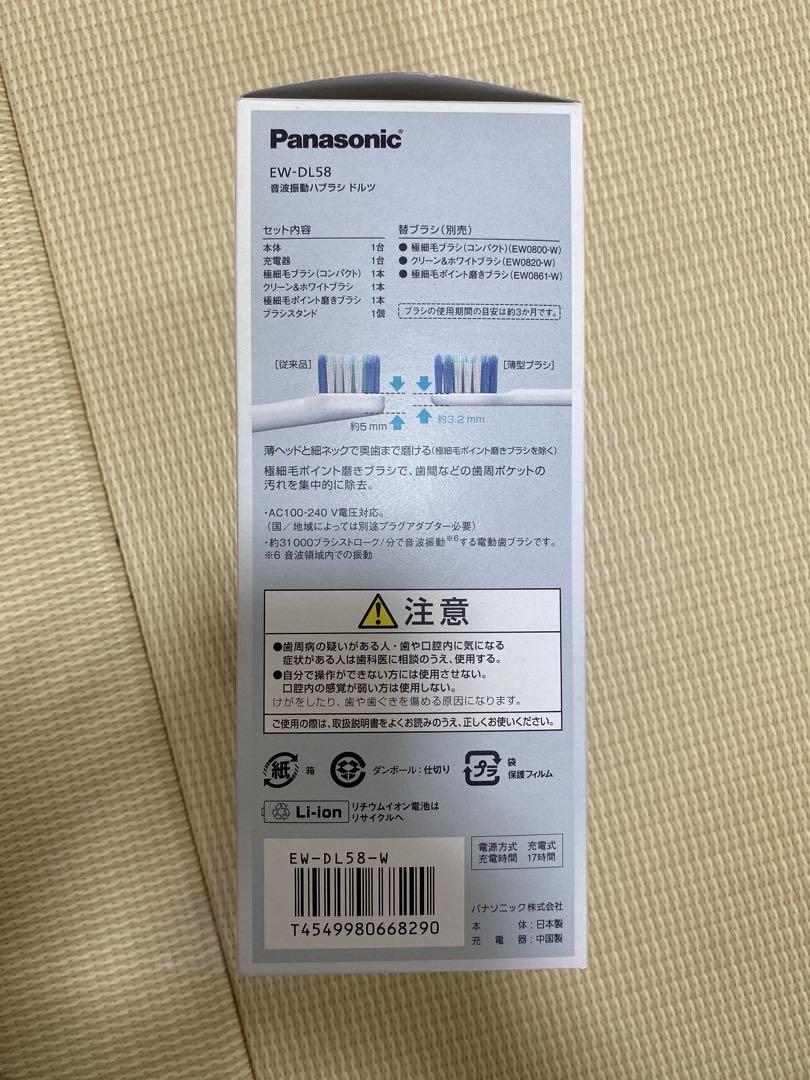 Panasonic®
EW-DL58
音波振動ハブラシ ドルツ
セット内容
本体 1台
充電器 1台
極細毛ブラシ(コンパクト) 1本
クリーン&ホワイトブラシ 1本
極細毛ポイント磨きブラシ 1本
ブラシスタンド 1個
替ブラシ(別売)
● 極細毛ブラシ(コンパクト)(EW0800-W)
● クリーン&ホワイトブラシ(EW0820-W)
● 極細毛ポイント磨きブラシ(EW0861-W)
ブラシの使用期間の目安は約3か月です。
[従来品]
約5mm
[薄型ブラシ]
約3.2mm
薄ヘッドと細ネックで奥歯まで磨ける(極細毛ポイント磨きブラシを除く)
極細毛ポイント磨きブラシで、歯間などの歯周ポケットの
汚れを集中的に除去。
・AC100-240 V電圧対応。
(国/地域によっては別途プラグアダプター必要)
・約31000ブラシストローク/分で音波振動※6する電動歯ブラシです。
※6 音波領域内での振動
注意
●歯周病の疑いがある人・歯や口腔内に気になる
症状がある人は歯科医に相談のうえ、使用する。
●自分で操作ができない方には使用させない。
口腔内の感覚が弱い方は使用しない。
けがをしたり、歯や歯ぐきを傷める原因になります。
ご使用の際は、取扱説明書をよくお読みのうえ、正しくお使いください。
紙 箱
ダンボール:仕切り
プラ 袋
保護フィルム
Li-ion リチウムイオン電池は
リサイクルへ
EW-DL58-W
T4549980668290
電源方式 充電式
充電時間 17時間
パナソニック株式会社
本体:日本製
充電器:中国製